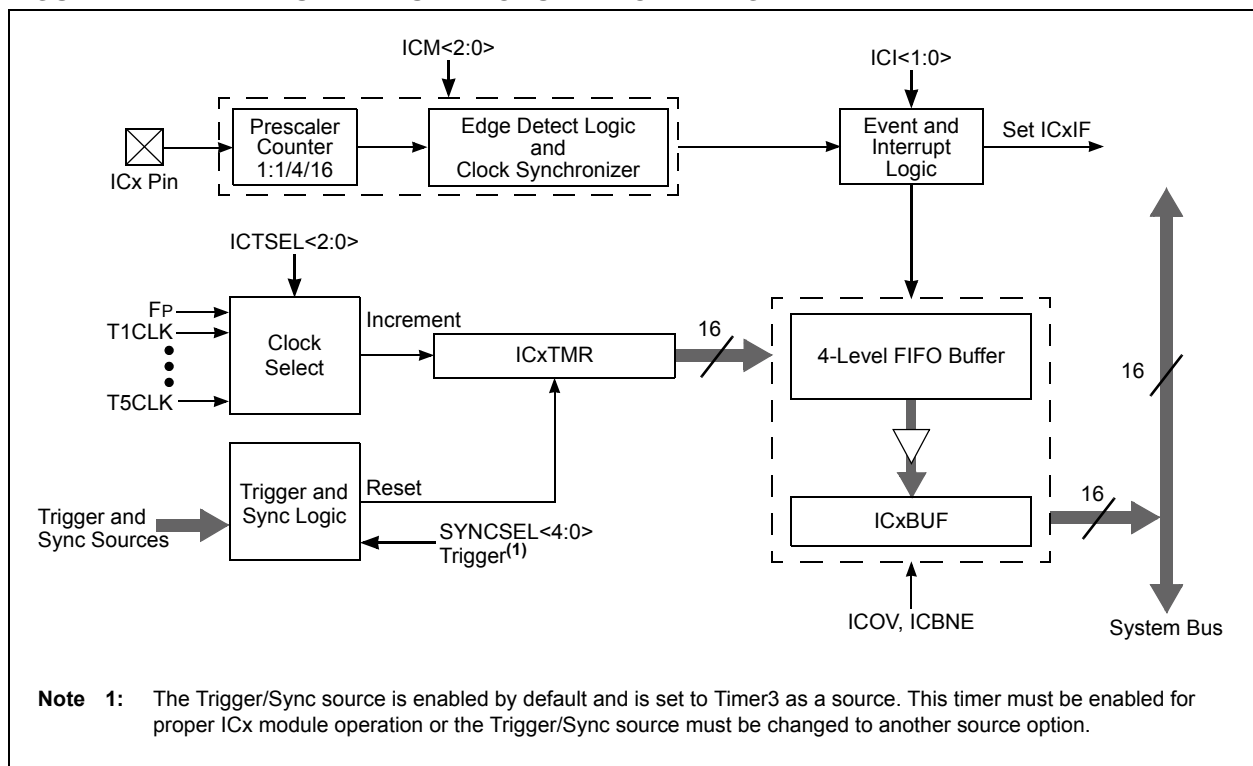 ICM<2:0>
ICI<1:0>
Prescaler
Counter
1:1/4/16
Edge Detect Logic
and
Clock Synchronizer
Event and
Interrupt
Logic
Set ICxIF
ICx Pin
ICTSEL<2:0>
FP
T1CLK
T5CLK
Clock
Select
Increment
ICxTMR
16
4-Level FIFO Buffer
16
Trigger and
Sync Logic
Reset
Trigger and
Sync Sources
SYNCSEL<4:0>
Trigger(1)
ICxBUF
16
ICOV, ICBNE
System Bus
Note 1: The Trigger/Sync source is enabled by default and is set to Timer3 as a source. This timer must be enabled for
proper ICx module operation or the Trigger/Sync source must be changed to another source option.